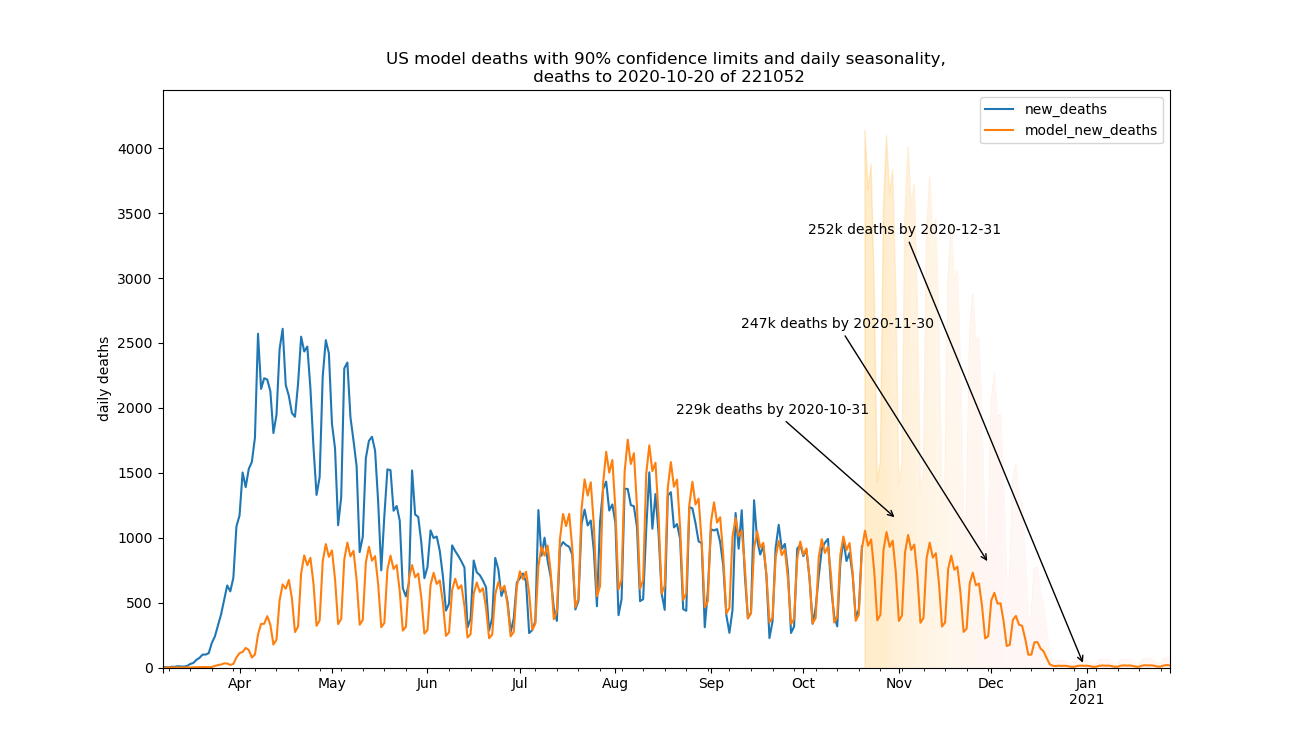 US model deaths with 90% confidence limits and daily seasonality,
deaths to 2020-10-20 of 221052
new_deaths
model_new_deaths
4000
3500
3000
2500
2000
1500
1000
500
0
daily deaths
252k deaths by 2020-12-31
247k deaths by 2020-11-30
229k deaths by 2020-10-31
Apr May Jun Jul Aug Sep Oct Nov Dec Jan
2021